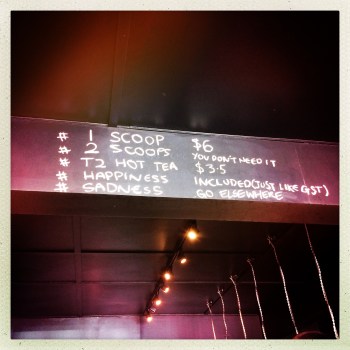 # 1 SCOOP $6
# 2 SCOOPS YOU DON'T NEED IT
# T2 HOT TEA $3.5
# HAPPINESS INCLUDED (JUST LIKE GST)
# SADNESS GO ELSEWHERE